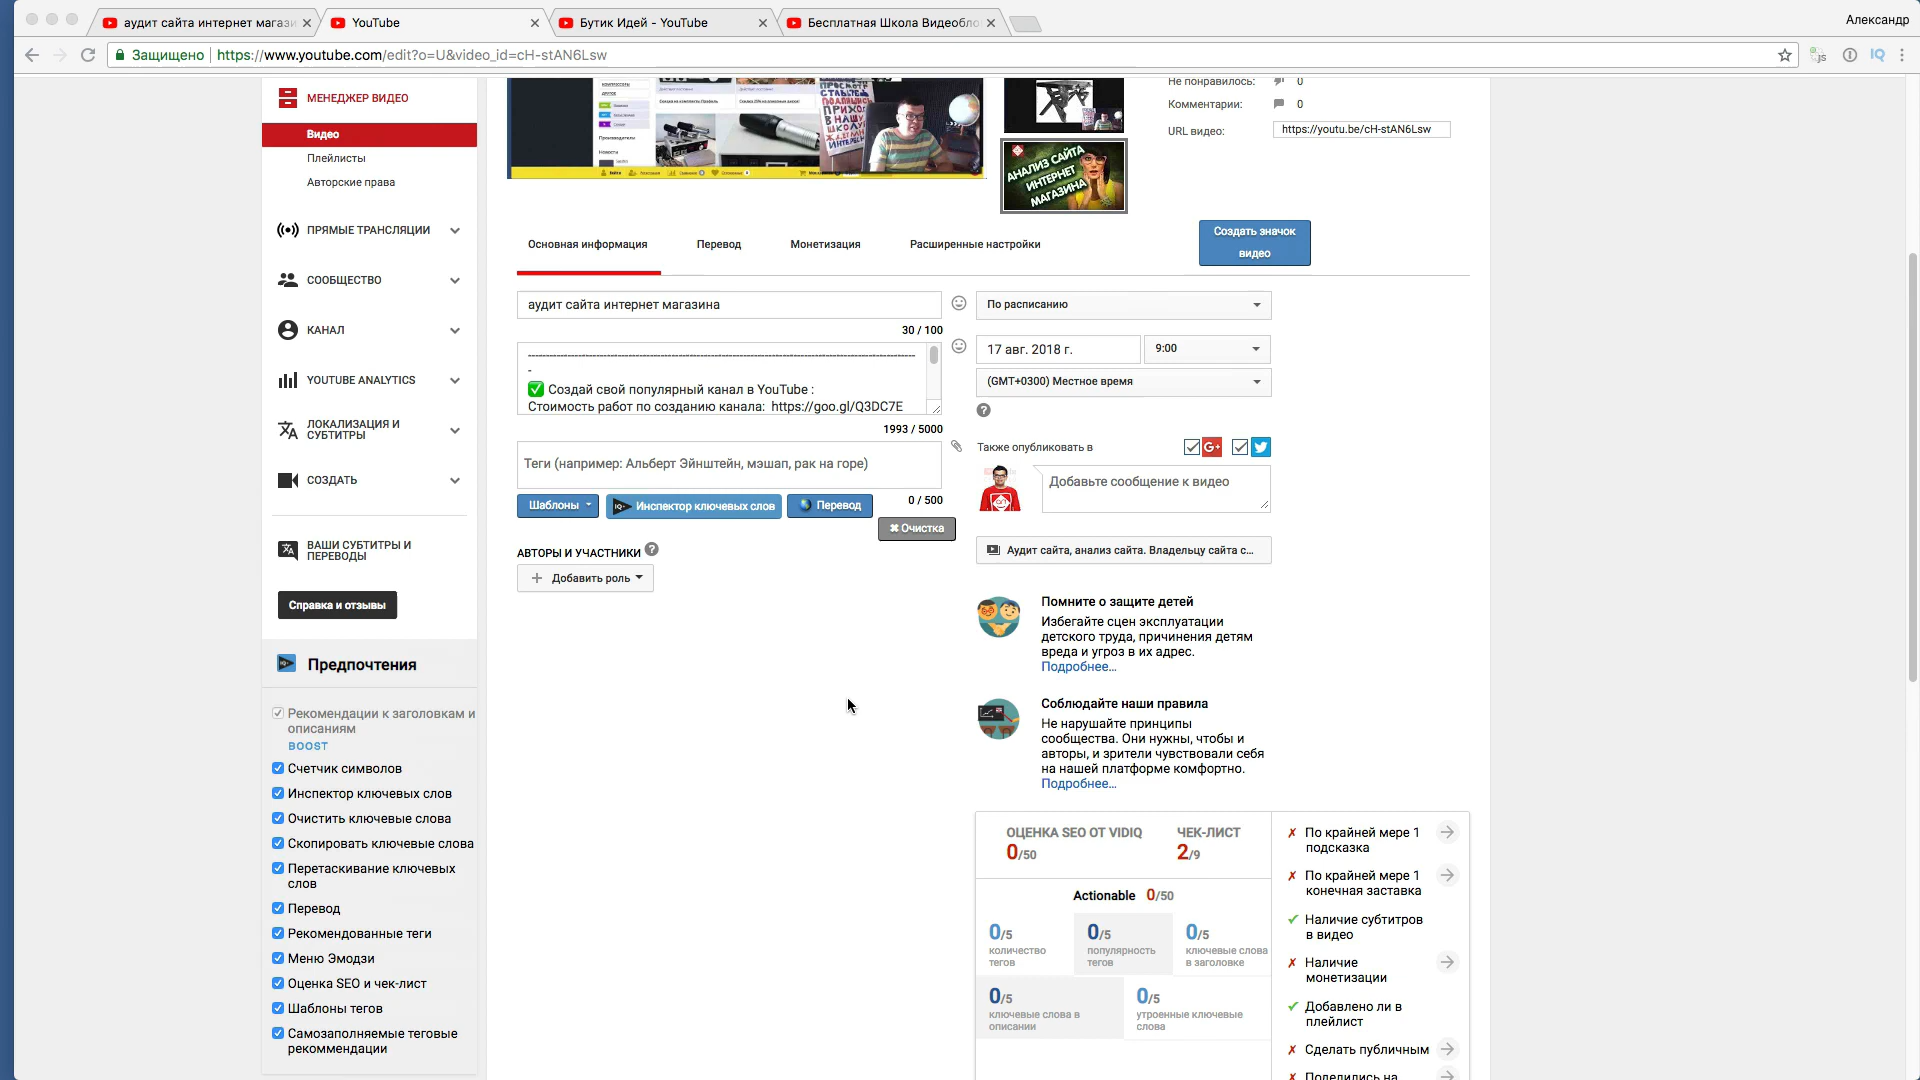 аудит сайта интернет магази
YouTube
Бутик Идей - YouTube
Бесплатная Школа Видеобло
Александр
Защищено
https://www.youtube.com/edit?o=U&video_id=cH-stAN6Lsw
МЕНЕДЖЕР ВИДЕО
Видео
Плейлисты
Авторские права
ПРЯМЫЕ ТРАНСЛЯЦИИ
СООБЩЕСТВО
КАНАЛ
YOUTUBE ANALYTICS
ЛОКАЛИЗАЦИЯ И
СУБТИТРЫ
СОЗДАТЬ
ВАШИ СУБТИТРЫ И
ПЕРЕВОДЫ
Справка и отзывы
Предпочтения
Рекомендации к заголовкам и
описаниям
BOOST
Счетчик символов
Инспектор ключевых слов
Очистить ключевые слова
Скопировать ключевые слова
Перетаскивание ключевых
слов
Перевод
Рекомендованные теги
Меню Эмодзи
Оценка SEO и чек-лист
Шаблоны тегов
Самозаполняемые теговые
рекоммендации
АНАЛИЗ САЙТА
ИНТЕРНЕТ
МАГАЗИНА
Не понравилось: 0
Комментарии: 0
URL видео: https://youtu.be/cH-stAN6Lsw
Основная информация
Перевод
Монетизация
Расширенные настройки
Создать значок
видео
аудит сайта интернет магазина
30 / 100
✅ Создай свой популярный канал в YouTube :
Стоимость работ по созданию канала: https://goo.gl/Q3DC7E
1993 / 5000
Теги (например: Альберт Эйнштейн, мэшап, рак на горе)
0 / 500
Шаблоны
Инспектор ключевых слов
Перевод
Очистка
АВТОРЫ И УЧАСТНИКИ
Добавить роль
По расписанию
17 авг. 2018 г.
9:00
(GMT+0300) Местное время
Также опубликовать в
Добавьте сообщение к видео
Аудит сайта, анализ сайта. Владельцу сайта с...
Помните о защите детей
Избегайте сцен эксплуатации
детского труда, причинения детям
вреда и угроз в их адрес.
Подробнее...
Соблюдайте наши правила
Не нарушайте принципы
сообщества. Они нужны, чтобы и
авторы, и зрители чувствовали себя
на нашей платформе комфортно.
Подробнее...
ОЦЕНКА SEO ОТ VIDIQ
0/50
ЧЕК-ЛИСТ
2/9
Actionable 0/50
0/5
количество
тегов
0/5
популярность
тегов
0/5
ключевые слова
в заголовке
0/5
ключевые слова в
описании
0/5
утроенные ключевые
слова
По крайней мере 1
подсказка
По крайней мере 1
конечная заставка
Наличие субтитров
в видео
Наличие
монетизации
Добавлено ли в
плейлист
Сделать публичным
Поделились на